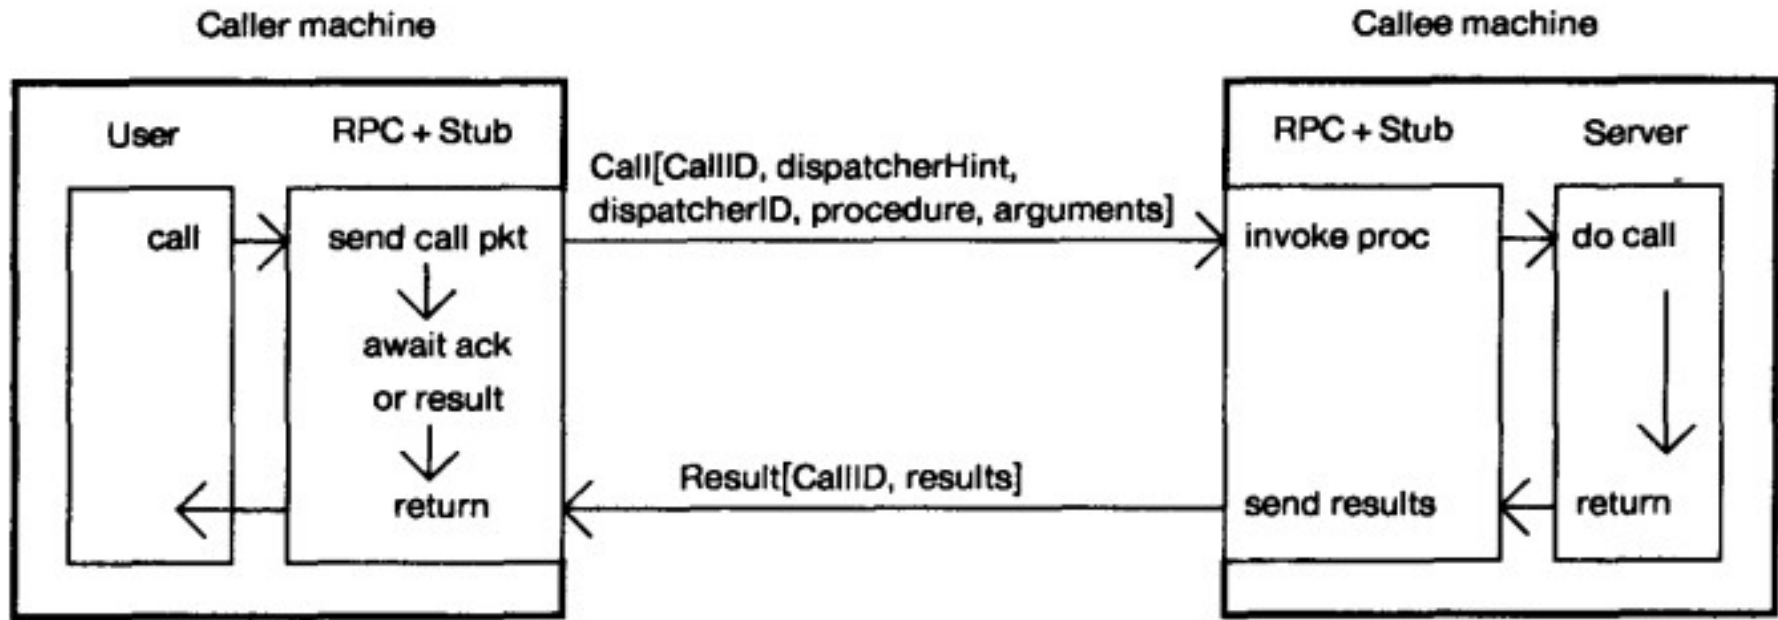 Caller machine
Callee machine
User
RPC + Stub
RPC + Stub
Server
Call[CallID, dispatcherHint,
dispatcherID, procedure, arguments]
call
send call pkt
invoke proc
do call
await ack
or result
Result[CallID, results]
return
send results
return